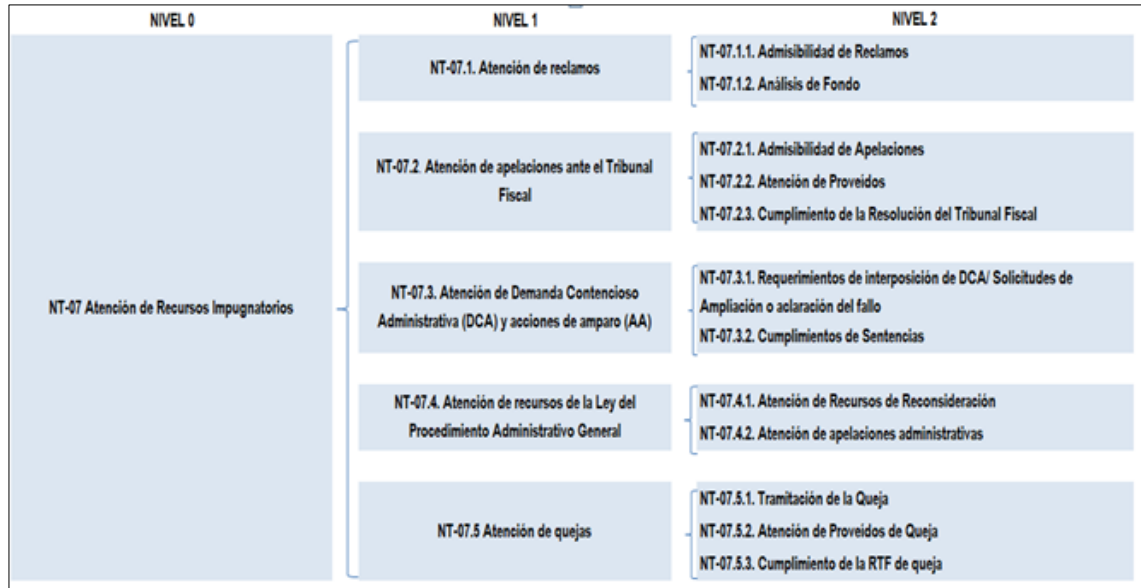 NIVEL 0
NIVEL 1
NIVEL 2
NT-07 Atención de Recursos Impugnatorios
NT-07.1. Atención de reclamos
NT-07.1.1. Admisibilidad de Reclamos
NT-07.1.2. Análisis de Fondo
NT-07.2. Atención de apelaciones ante el Tribunal
Fiscal
NT-07.2.1. Admisibilidad de Apelaciones
NT-07.2.2. Atención de Proveidos
NT-07.2.3. Cumplimiento de la Resolución del Tribunal Fiscal
NT-07.3. Atención de Demanda Contencioso
Administrativa (DCA) y acciones de amparo (AA)
NT-07.3.1. Requerimientos de interposición de DCA/ Solicitudes de
Ampliación o aclaración del fallo
NT-07.3.2. Cumplimientos de Sentencias
NT-07.4. Atención de recursos de la Ley del
Procedimiento Administrativo General
NT-07.4.1. Atención de Recursos de Reconsideración
NT-07.4.2. Atención de apelaciones administrativas
NT-07.5 Atención de quejas
NT-07.5.1. Tramitación de la Queja
NT-07.5.2. Atención de Proveidos de Queja
NT-07.5.3. Cumplimiento de la RTF de queja